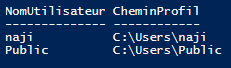 NomUtilisateur CheminProfil
-------------- ------------
naji           C:\Users\naji
Public         C:\Users\Public